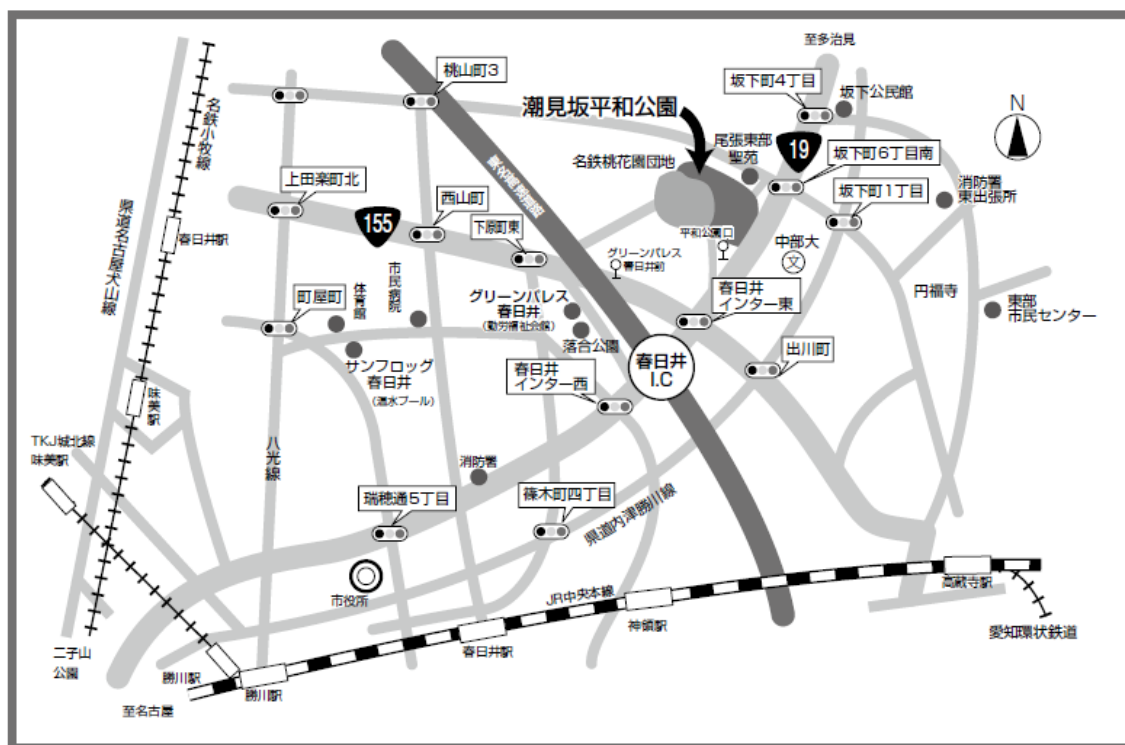 至多治見
桃山町3
坂下町4丁目
坂下公民館
潮見坂平和公園
N
名鉄小牧線
尾張東部
聖苑
19
名鉄桃花園団地
坂下町6丁目南
東名高速道路
上田楽町北
155
西山町
坂下町1丁目
消防署
東出張所
県道名古屋犬山線
春日井駅
下原町東
平和公園口
中部大
文
グリーンパレス
春日井前
市民病院
体育館
町屋町
グリーンパレス
春日井
(勤労福祉会館)
春日井
インター東
円福寺
東部
市民センター
落合公園
サンフロッグ
春日井
(温水プール)
春日井
インター西
春日井
I.C
出川町
味美駅
TKJ城北線
味美駅
八光線
消防署
瑞穂通5丁目
篠木町四丁目
県道内津勝川線
市役所
JR中央本線
高蔵寺駅
神領駅
愛知環状鉄道
春日井駅
二子山
公園
勝川駅
勝川駅
至名古屋